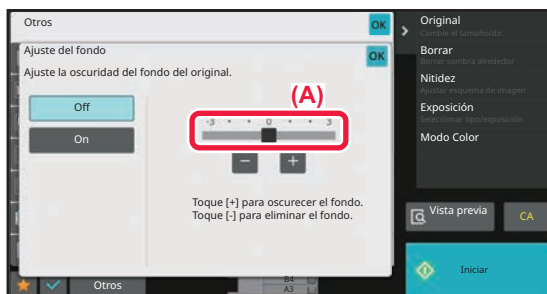 Otros
OK
Ajuste del fondo
OK
Ajuste la oscuridad del fondo del original.
Off
On
(A)
-3 • • 0 • • 3
− +
Toque [+] para oscurecer el fondo.
Toque [-] para eliminar el fondo.
Otros
B4
A3
Original
Cambie el tamaño/dir.
Borrar
Borrar sombra alrededor
Nitidez
Ajustar esquema de imagen
Exposición
Seleccionar tipo/exposición
Modo Color
Vista previa
CA
Iniciar